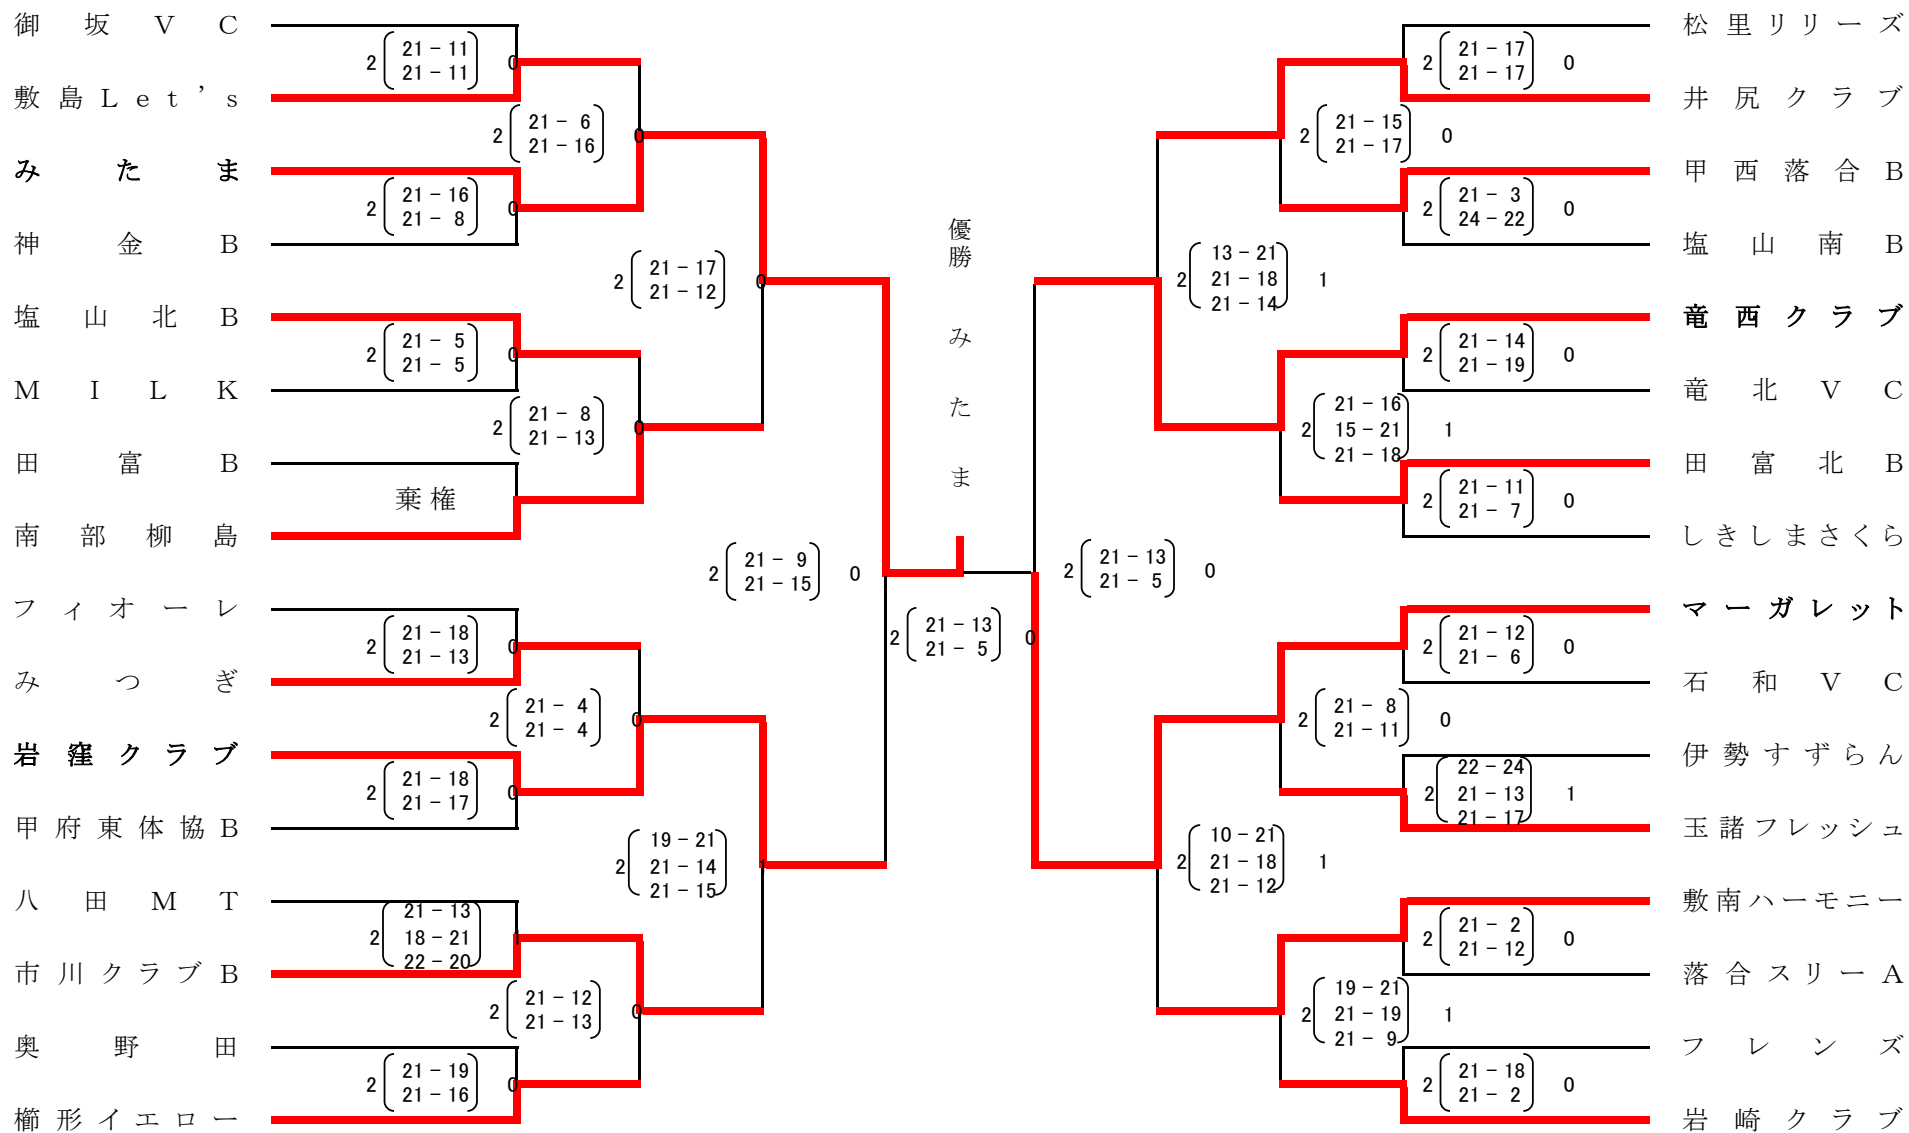 御坂ＶＣ
2 21－11 0
21－11
敷島Ｌｅｔ’ｓ
2 21－ 6 0
21－16
みたま
2 21－16 0
21－ 8
神金Ｂ
2 21－17 0
21－12
塩山北Ｂ
2 21－ 5 0
21－ 5
ＭＩＬＫ
2 21－ 8 0
21－13
田富Ｂ
棄権
南部柳島
2 21－ 9 0
21－15
フィオーレ
2 21－18 0
21－13
みつぎ
2 21－ 4 0
21－ 4
岩窪クラブ
2 21－18 0
21－17
甲府東体協Ｂ
2 19－21 1
21－14
21－15
八田ＭＴ
2 21－13 1
18－21
22－20
市川クラブＢ
2 21－12 0
21－13
奥野田
2 21－19 0
21－16
櫛形イエロー
優勝 みたま
2 21－13 0
21－ 5
松里リリーズ
2 21－17 0
21－17
井尻クラブ
2 21－15 0
21－17
甲西落合Ｂ
2 21－ 3 0
24－22
塩山南Ｂ
2 13－21 1
21－18
21－14
竜西クラブ
2 21－14 0
21－19
竜北ＶＣ
2 21－16 1
15－21
21－18
田富北Ｂ
2 21－11 0
21－ 7
しきしまさくら
2 21－13 0
21－ 5
マーガレット
2 21－12 0
21－ 6
石和ＶＣ
2 21－ 8 0
21－11
伊勢すずらん
2 22－24 1
21－13
21－17
玉諸フレッシュ
2 10－21 1
21－18
21－12
敷南ハーモニー
2 21－ 2 0
21－12
落合スリーＡ
2 19－21 1
21－19
21－ 9
フレンズ
2 21－18 0
21－ 2
岩崎クラブ